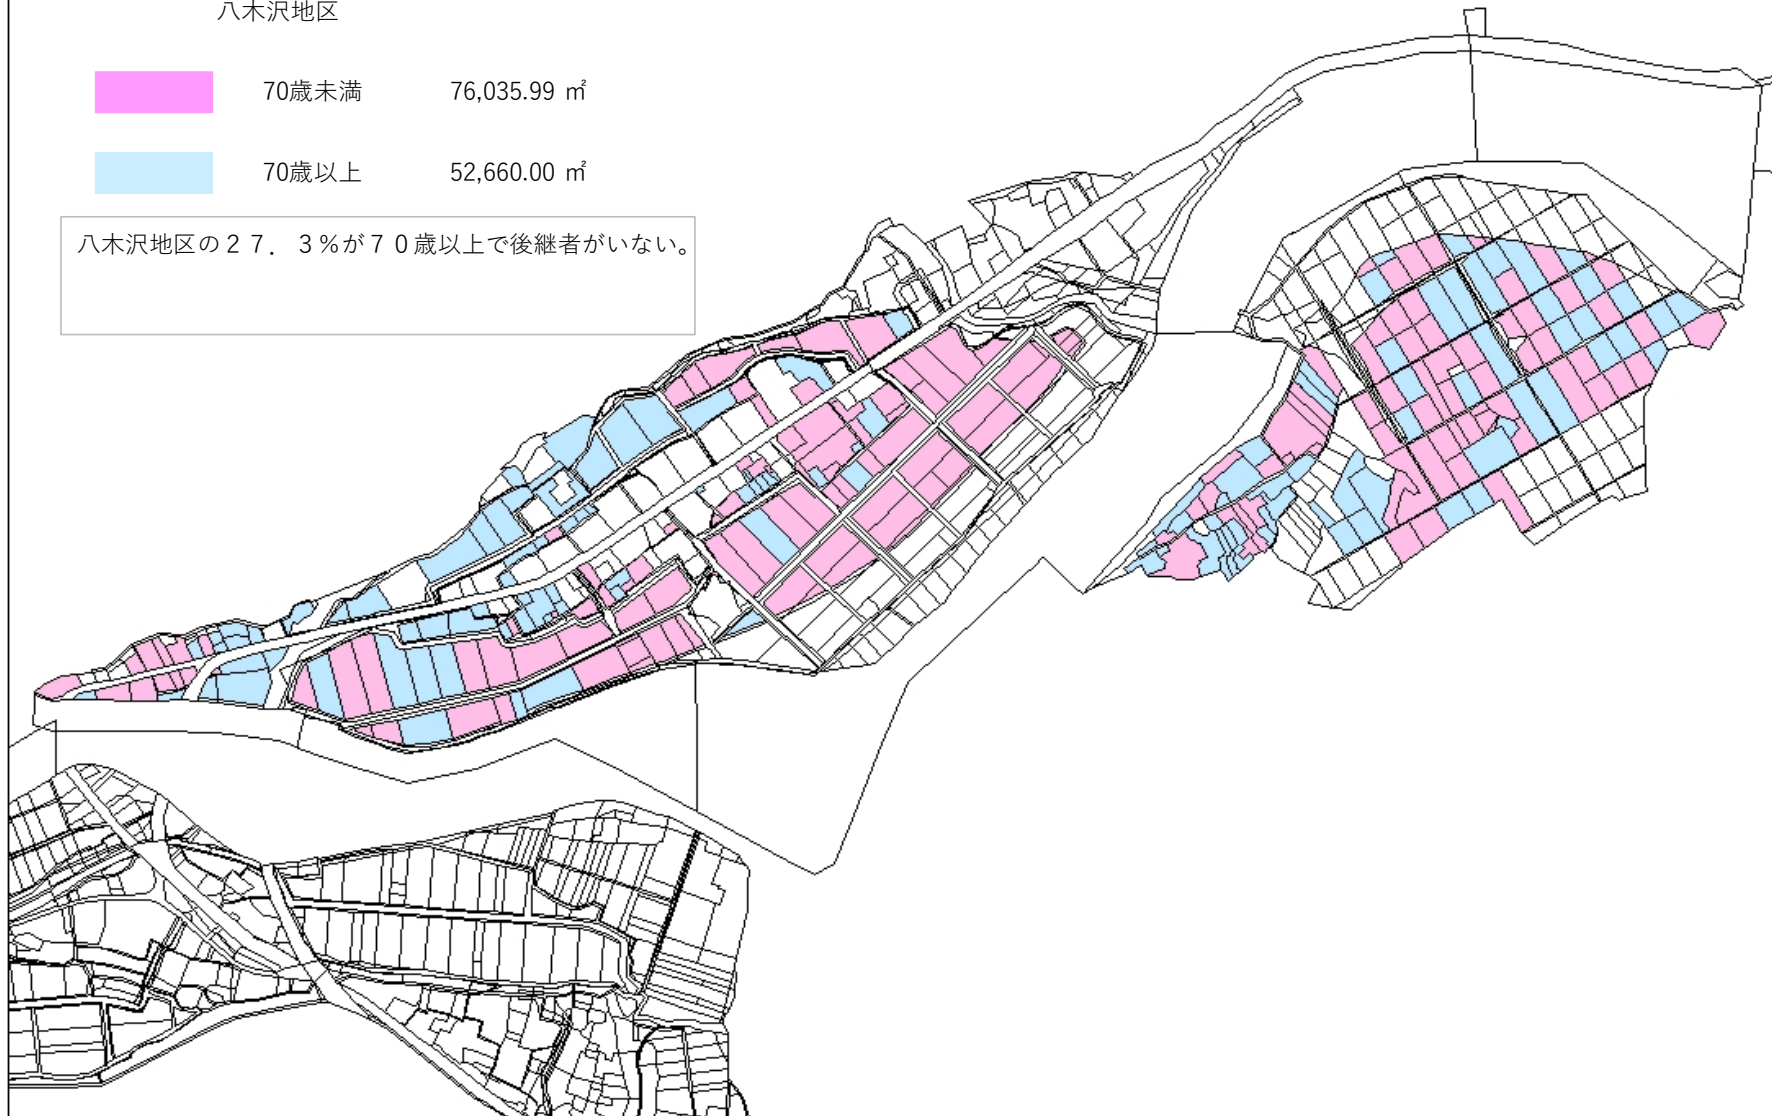 八木沢地区
70歳未満 76,035.99 ㎡
70歳以上 52,660.00 ㎡
八木沢地区の２７．３％が７０歳以上で後継者がいない。